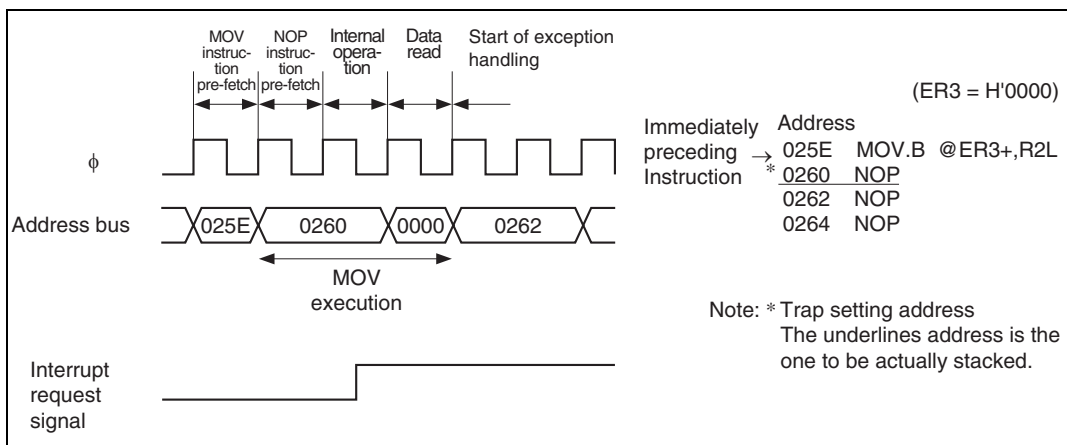 MOV instruc- tion pre-fetch
NOP instruc- tion pre-fetch
Internal opera- tion
Data read
Start of exception handling
(ER3 = H'0000)
φ
Immediately preceding Instruction
Address
→ 025E MOV.B @ER3+,R2L
* 0260 NOP
0262 NOP
0264 NOP
Address bus
025E 0260 0000 0262
MOV execution
Note: * Trap setting address
The underlines address is the
one to be actually stacked.
Interrupt request signal